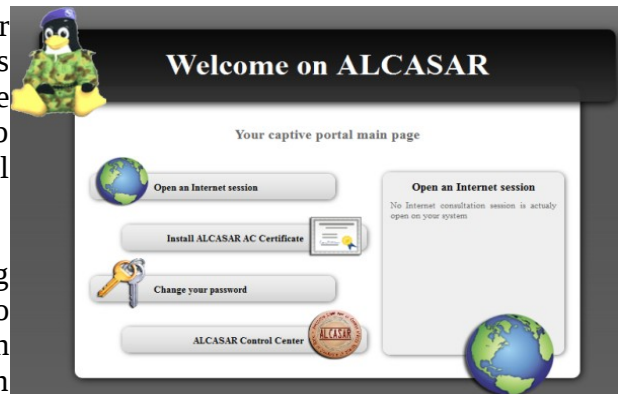 Welcome on ALCASAR
Your captive portal main page
Open an Internet session
Install ALCASAR AC Certificate
Change your password
ALCASAR Control Center
ALCASAR
Open an Internet session
No Internet consultation session is actualy
open on your system